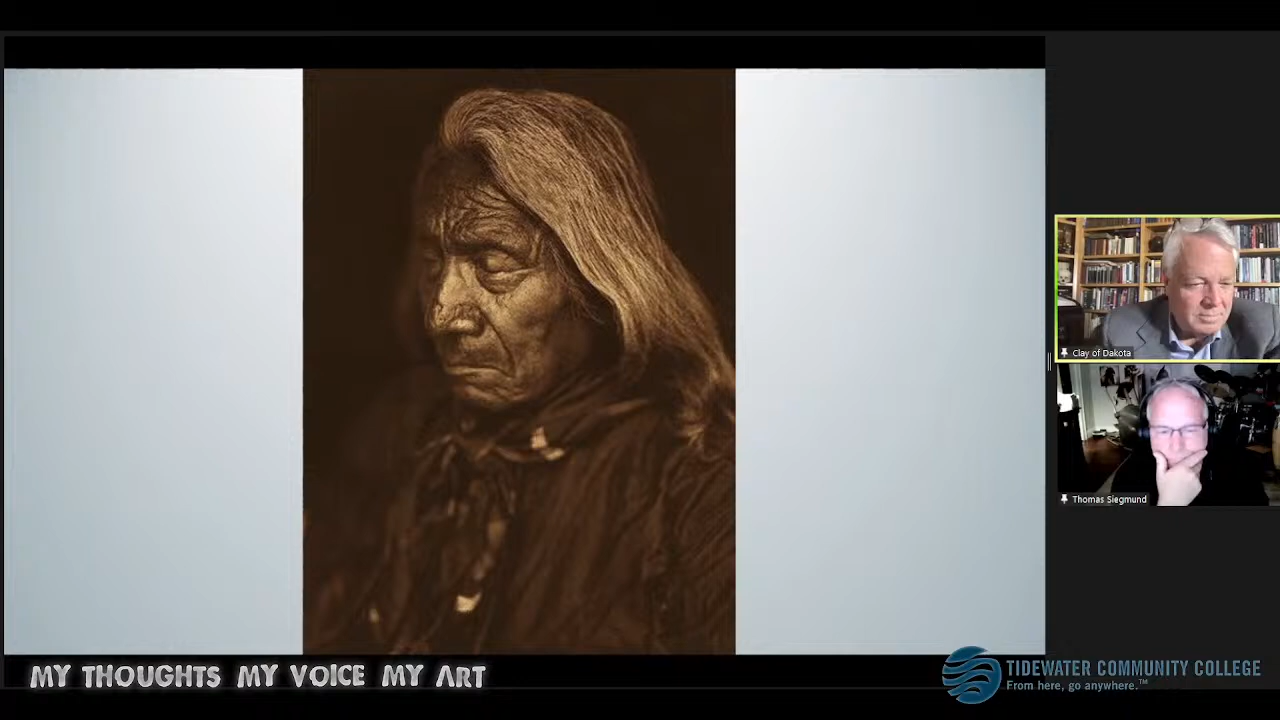 Clay of Dakota
Thomas Siegmund
MY THOUGHTS MY VOICE MY ART
TIDEWATER COMMUNITY COLLEGE
From here, go anywhere.™